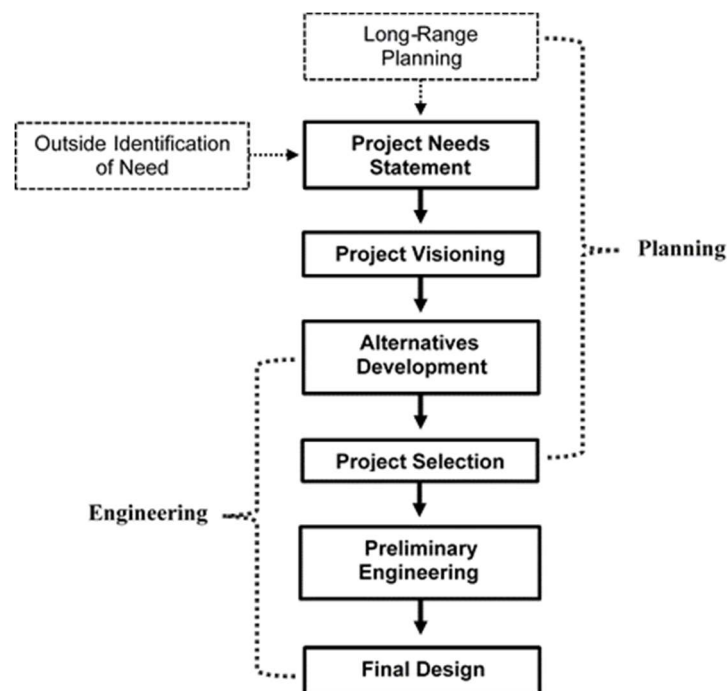 Long-Range
Planning
Outside Identification
of Need
Project Needs
Statement
Project Visioning
Planning
Alternatives
Development
Project Selection
Engineering
Preliminary
Engineering
Final Design